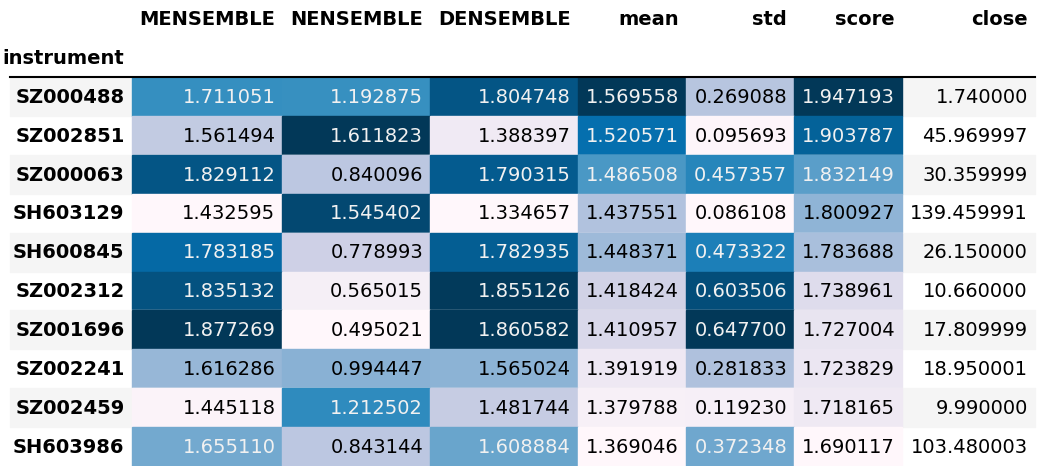 MENSEMBLE NENSEMBLE DENSEMBLE mean std score close
instrument
SZ000488 1.711051 1.192875 1.804748 1.569558 0.269088 1.947193 1.740000
SZ002851 1.561494 1.611823 1.388397 1.520571 0.095693 1.903787 45.969997
SZ000063 1.829112 0.840096 1.790315 1.486508 0.457357 1.832149 30.359999
SH603129 1.432595 1.545402 1.334657 1.437551 0.086108 1.800927 139.459991
SH600845 1.783185 0.778993 1.782935 1.448371 0.473322 1.783688 26.150000
SZ002312 1.835132 0.565015 1.855126 1.418424 0.603506 1.738961 10.660000
SZ001696 1.877269 0.495021 1.860582 1.410957 0.647700 1.727004 17.809999
SZ002241 1.616286 0.994447 1.565024 1.391919 0.281833 1.723829 18.950001
SZ002459 1.445118 1.212502 1.481744 1.379788 0.119230 1.718165 9.990000
SH603986 1.655110 0.843144 1.608884 1.369046 0.372348 1.690117 103.480003